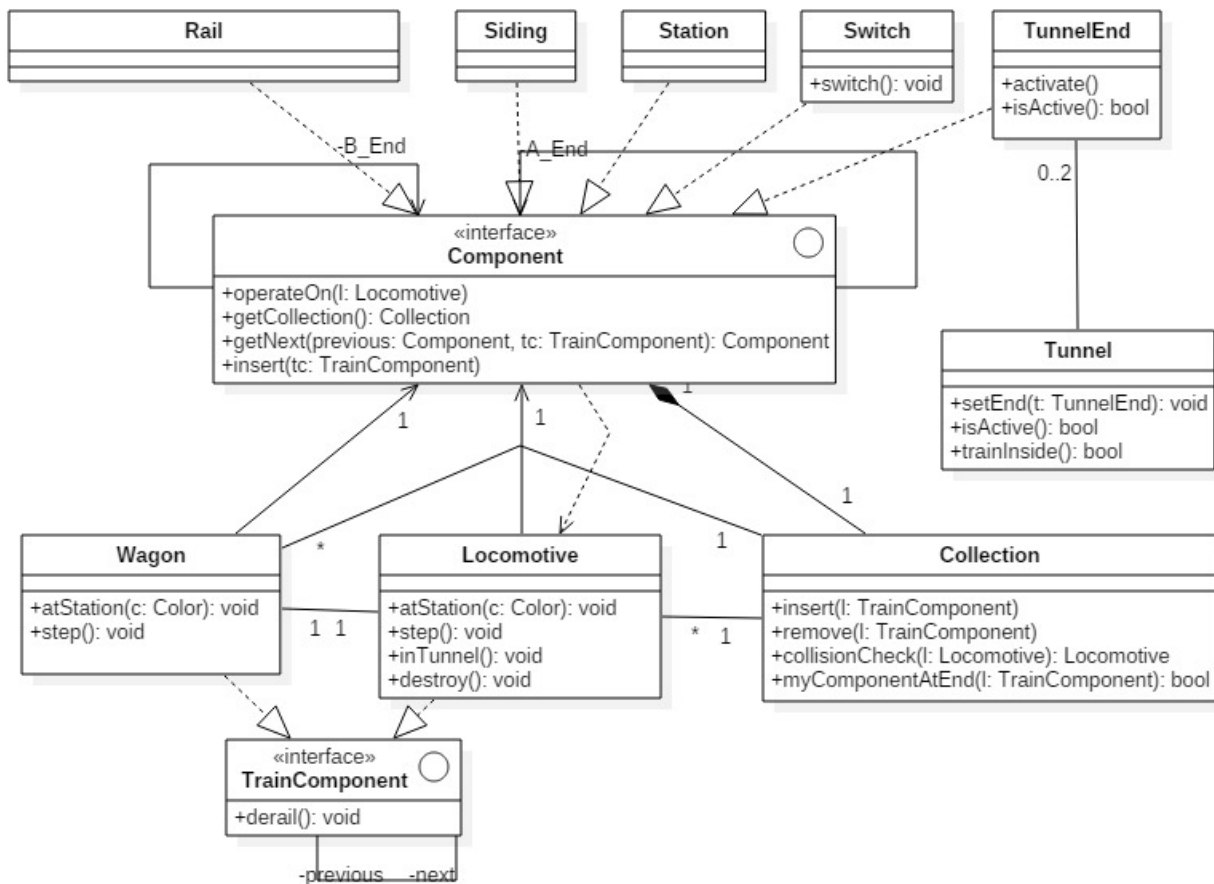 Rail
Siding
Station
Switch
+switch(): void
TunnelEnd
+activate()
+isActive(): bool
0..2
-B_End
-A_End
«interface»
Component
+operateOn(l: Locomotive)
+getCollection(): Collection
+getNext(previous: Component, tc: TrainComponent): Component
+insert(tc: TrainComponent)
Tunnel
+setEnd(t: TunnelEnd): void
+isActive(): bool
+trainInside(): bool
1
1
1
1
*
1
Wagon
+atStation(c: Color): void
+step(): void
1 1
Locomotive
+atStation(c: Color): void
+step(): void
+inTunnel(): void
+destroy(): void
* 1
Collection
+insert(l: TrainComponent)
+remove(l: TrainComponent)
+collisionCheck(l: Locomotive): Locomotive
+myComponentAtEnd(l: TrainComponent): bool
«interface»
TrainComponent
+derail(): void
-previous -next